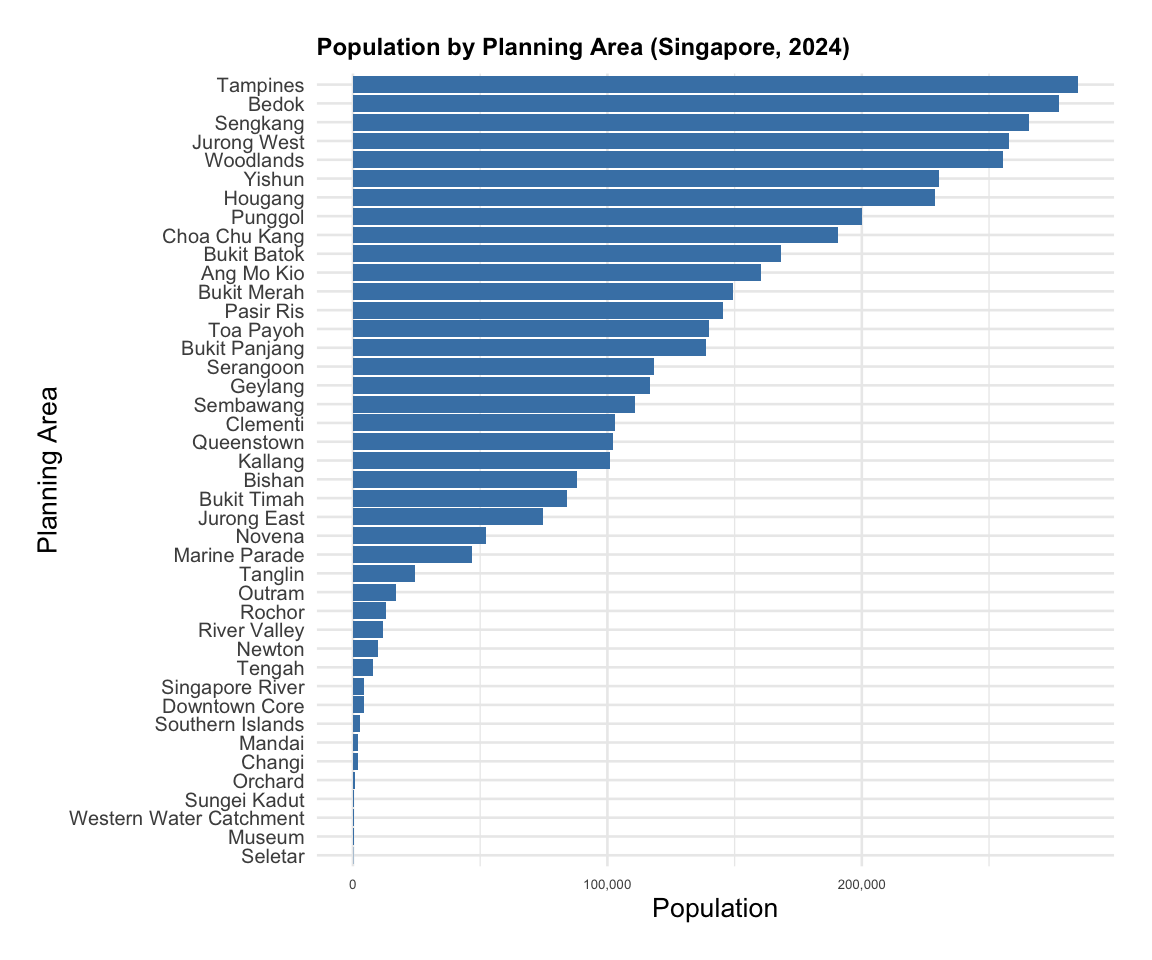 Population by Planning Area (Singapore, 2024)
Tampines
Bedok
Sengkang
Jurong West
Woodlands
Yishun
Hougang
Punggol
Choa Chu Kang
Bukit Batok
Ang Mo Kio
Bukit Merah
Pasir Ris
Toa Payoh
Bukit Panjang
Serangoon
Geylang
Sembawang
Clementi
Queenstown
Kallang
Bishan
Bukit Timah
Jurong East
Novena
Marine Parade
Tanglin
Outram
Rochor
River Valley
Newton
Tengah
Singapore River
Downtown Core
Southern Islands
Mandai
Changi
Orchard
Sungei Kadut
Western Water Catchment
Museum
Seletar
Planning Area
0 100,000 200,000
Population